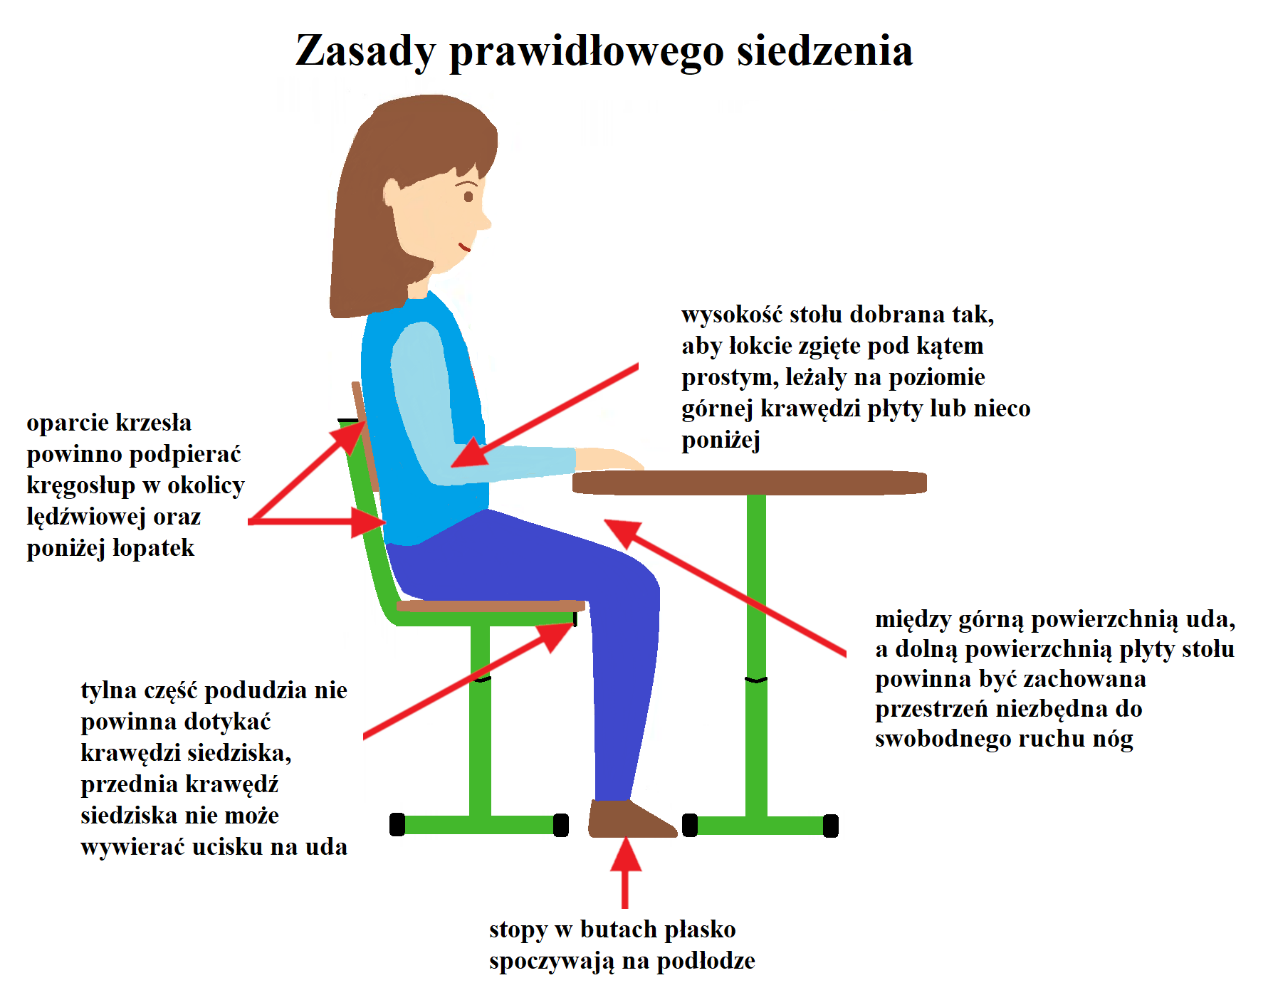 Zasady prawidłowego siedzenia
wysokość stołu dobrana tak,
aby łokcie zgięte pod kątem
prostym, leżały na poziomie
górnej krawędzi płyty lub nieco
poniżej
oparcie krzesła
powinno podpierać
kręgosłup w okolicy
lędźwiowej oraz
poniżej łopatek
między górną powierzchnią uda,
a dolną powierzchnią płyty stołu
powinna być zachowana
przestrzeń niezbędna do
swobodnego ruchu nóg
tylna część podudzia nie
powinna dotykać
krawędzi siedziska,
przednia krawędź
siedziska nie może
wywierać ucisku na uda
stopy w butach płasko
spoczywają na podłodze